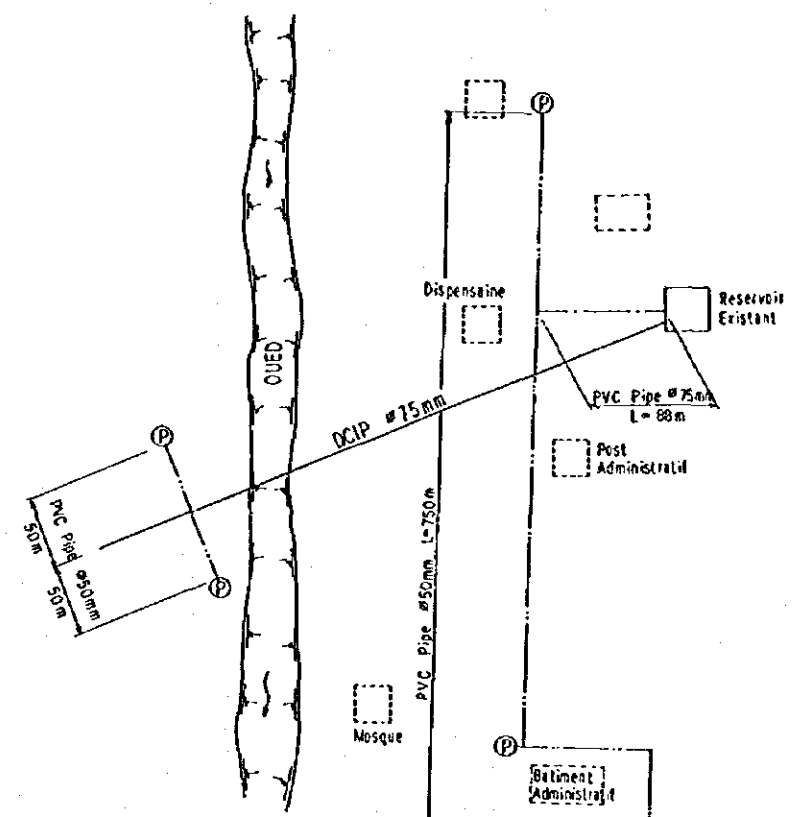 P
Dispensaine
Reservoir
Existant
OUED
PVC Pipe ø75mm
L= 88m
DCIP ø75mm
P
Post
Administratif
PVC Pipe ø50mm
50m
50m
P
PVC Pipe ø50mm L=750m
Mosque
P
Batiment
Administratif